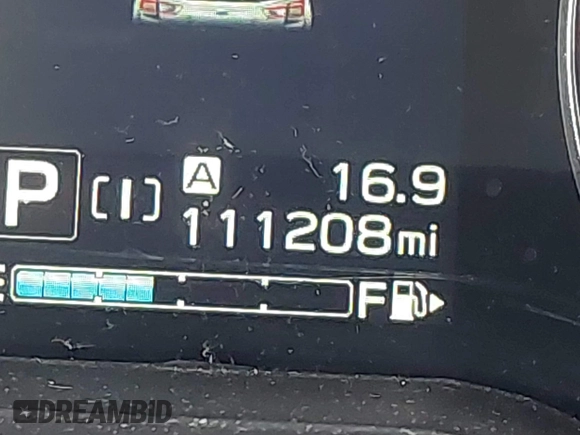 A 16.9
P (I) 111208mi
F
DREAMBID